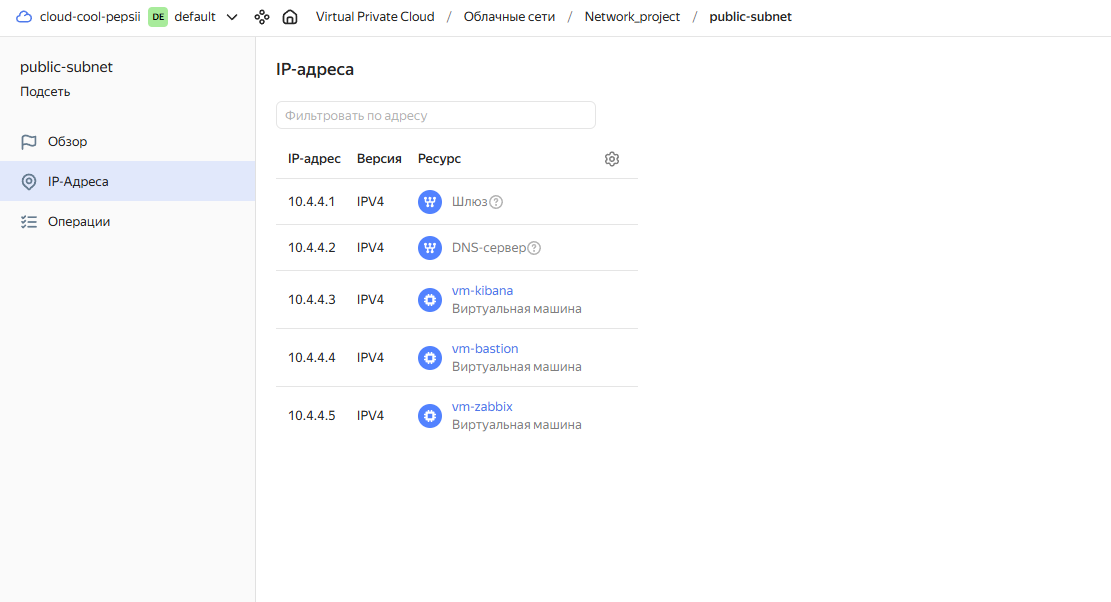 cloud-cool-pepsii DE default Virtual Private Cloud / Облачные сети / Network_project / public-subnet
public-subnet
Подсеть
Обзор
IP-Адреса
Операции
IP-адреса
Фильтровать по адресу
IP-адрес Версия Ресурс
10.4.4.1 IPV4 Шлюз
10.4.4.2 IPV4 DNS-сервер
10.4.4.3 IPV4 vm-kibana
Виртуальная машина
10.4.4.4 IPV4 vm-bastion
Виртуальная машина
10.4.4.5 IPV4 vm-zabbix
Виртуальная машина